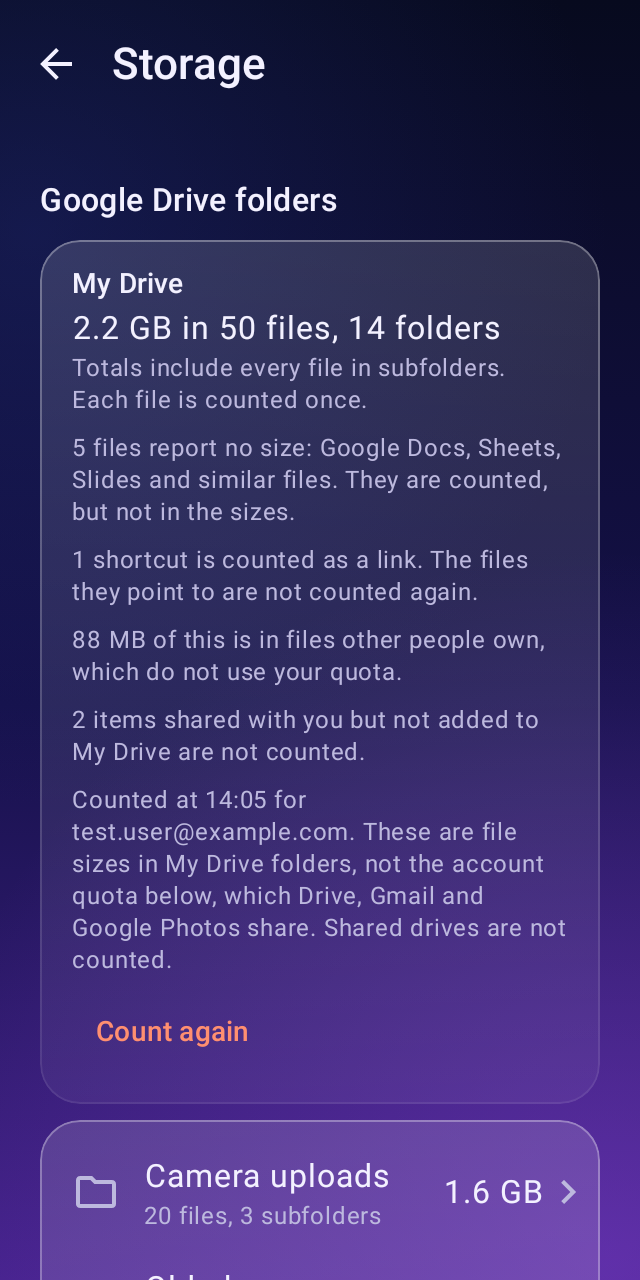 Storage
Google Drive folders
My Drive
2.2 GB in 50 files, 14 folders
Totals include every file in subfolders.
Each file is counted once.
5 files report no size: Google Docs, Sheets,
Slides and similar files. They are counted,
but not in the sizes.
1 shortcut is counted as a link. The files
they point to are not counted again.
88 MB of this is in files other people own,
which do not use your quota.
2 items shared with you but not added to
My Drive are not counted.
Counted at 14:05 for
test.user@example.com. These are file
sizes in My Drive folders, not the account
quota below, which Drive, Gmail and
Google Photos share. Shared drives are not
counted.
Count again
Camera uploads
1.6 GB
20 files, 3 subfolders